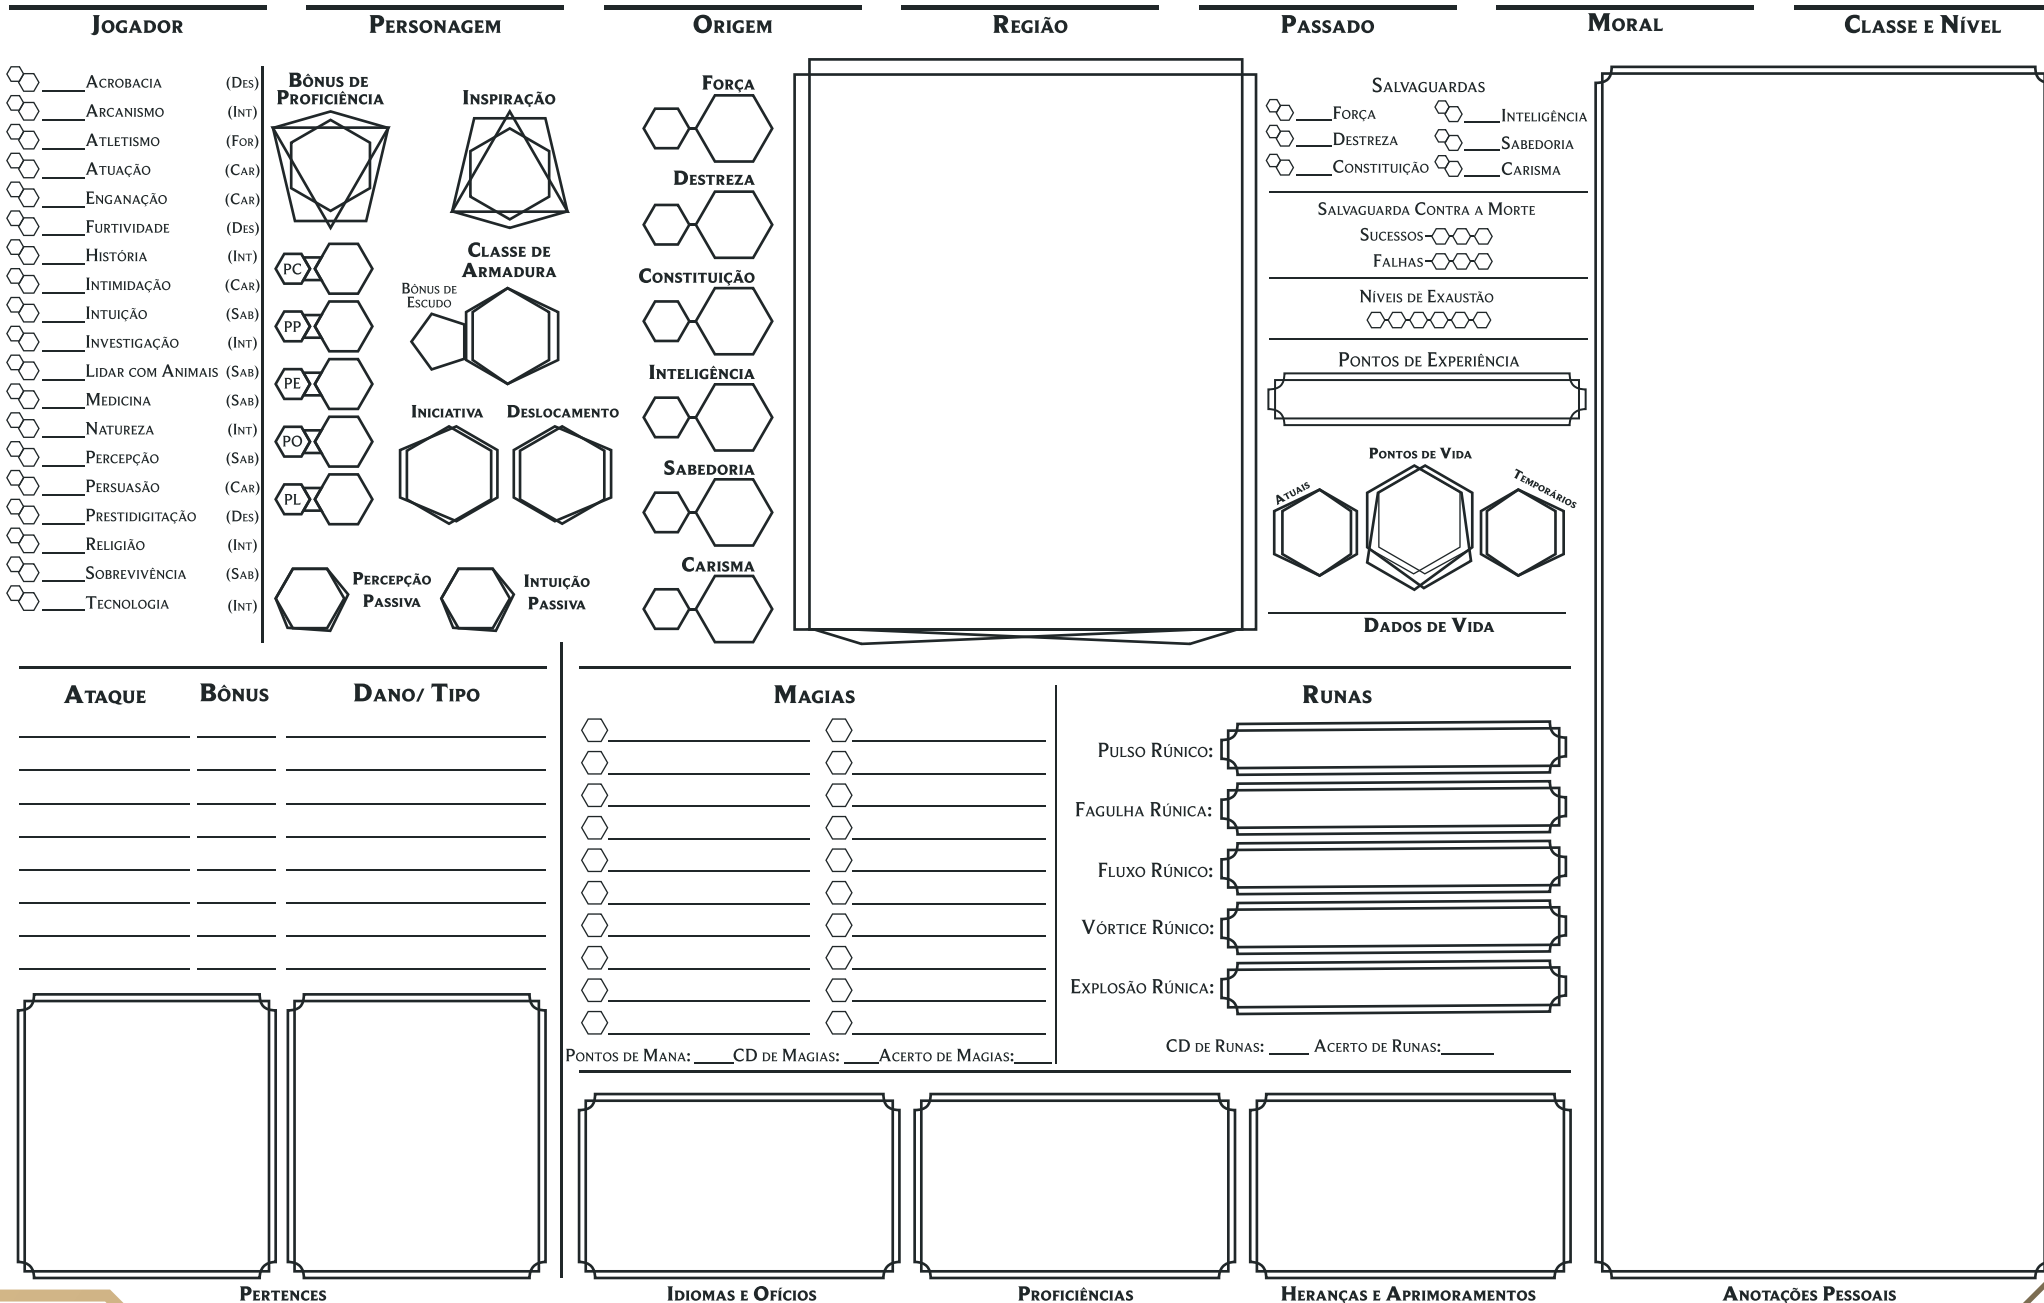 Jogador
Personagem
Origem
Região
Passado
Moral
Classe e Nível
Acrobacia (Des)
Arcanismo (Int)
Atletismo (For)
Atuação (Car)
Enganação (Car)
Furtividade (Des)
História (Int)
Intimidação (Car)
Intuição (Sab)
Investigação (Int)
Lidar com Animais (Sab)
Medicina (Sab)
Natureza (Int)
Percepção (Sab)
Persuasão (Car)
Prestidigitação (Des)
Religião (Int)
Sobrevivência (Sab)
Tecnologia (Int)
Bônus de
Proficiência
Inspiração
PC
PP
PE
PO
PL
Classe de
Armadura
Bônus de
Escudo
Iniciativa
Deslocamento
Percepção
Passiva
Intuição
Passiva
Força
Destreza
Constituição
Inteligência
Sabedoria
Carisma
Salvaguardas
Força
Inteligência
Destreza
Sabedoria
Constituição
Carisma
Salvaguarda Contra a Morte
Sucessos
Falhas
Níveis de Exaustão
Pontos de Experiência
Pontos de Vida
Atuais
Temporários
Dados de Vida
Ataque
Bônus
Dano/ Tipo
Magias
Pontos de Mana: CD de Magias: Acerto de Magias:
Runas
Pulso Rúnico:
Fagulha Rúnica:
Fluxo Rúnico:
Vórtice Rúnico:
Explosão Rúnica:
CD de Runas: Acerto de Runas:
Pertences
Idiomas e Ofícios
Proficiências
Heranças e Aprimoramentos
Anotações Pessoais